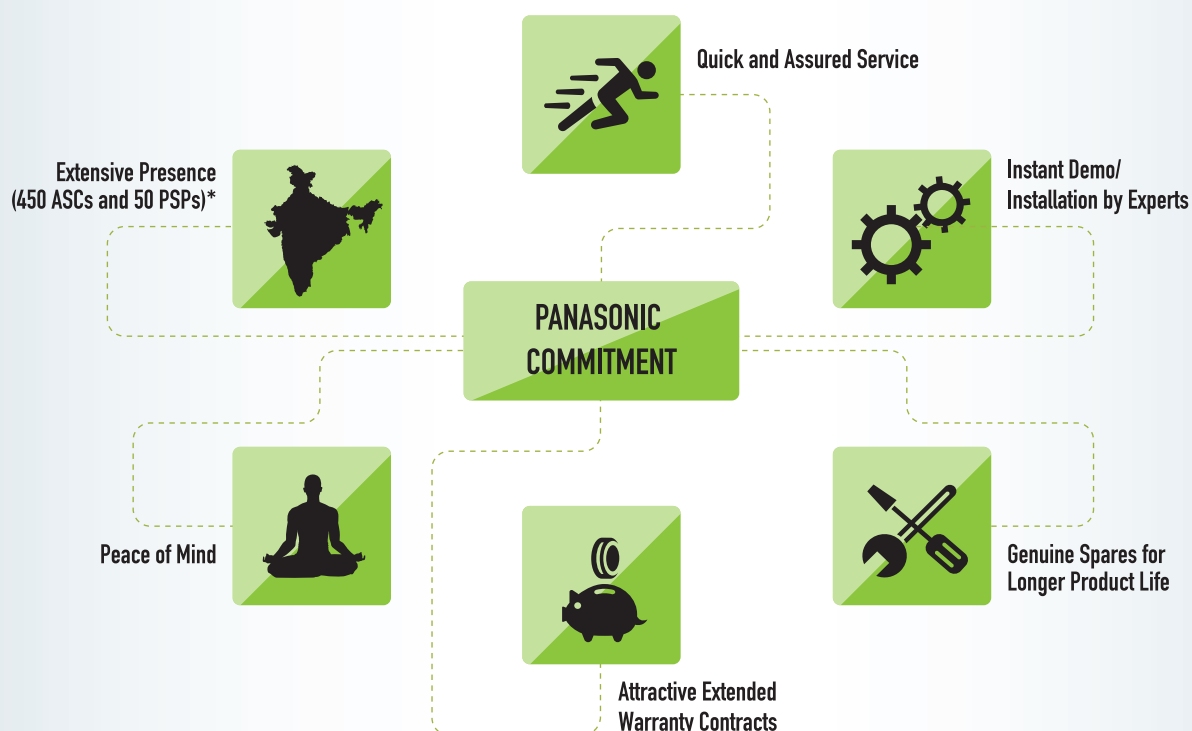 Quick and Assured Service
Extensive Presence
(450 ASCs and 50 PSPs)*
Instant Demo/
Installation by Experts
PANASONIC
COMMITMENT
Peace of Mind
Genuine Spares for
Longer Product Life
Attractive Extended
Warranty Contracts